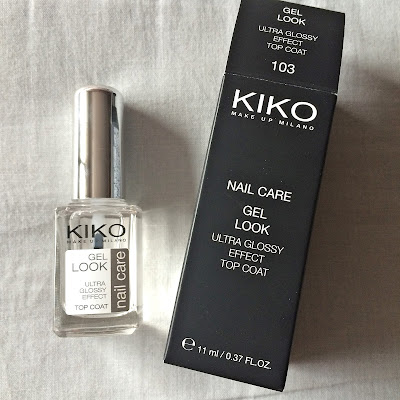 KIKO
MAKE UP MILANO
GEL
LOOK
ULTRA
GLOSSY
EFFECT
TOP COAT
nail care
GEL
LOOK
ULTRA GLOSSY
EFFECT
TOP COAT
103
KIKO
MAKE UP MILANO
NAIL CARE
GEL
LOOK
ULTRA GLOSSY
EFFECT
TOP COAT
℮ 11 ml / 0.37 FL.OZ.